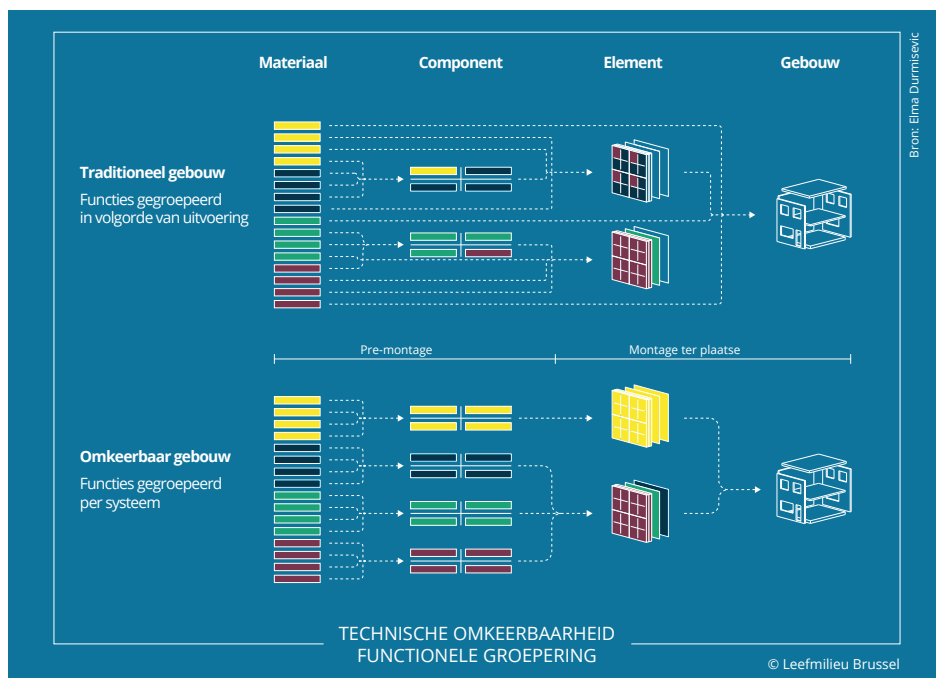 Materiaal
Component
Element
Gebouw
Bron: Elma Durmisevic
Traditioneel gebouw
Functies gegroepeerd
in volgorde van uitvoering
Pre-montage
Montage ter plaatse
Omkeerbaar gebouw
Functies gegroepeerd
per systeem
TECHNISCHE OMKEERBAARHEID
FUNCTIONELE GROEPERING
© Leefmilieu Brussel